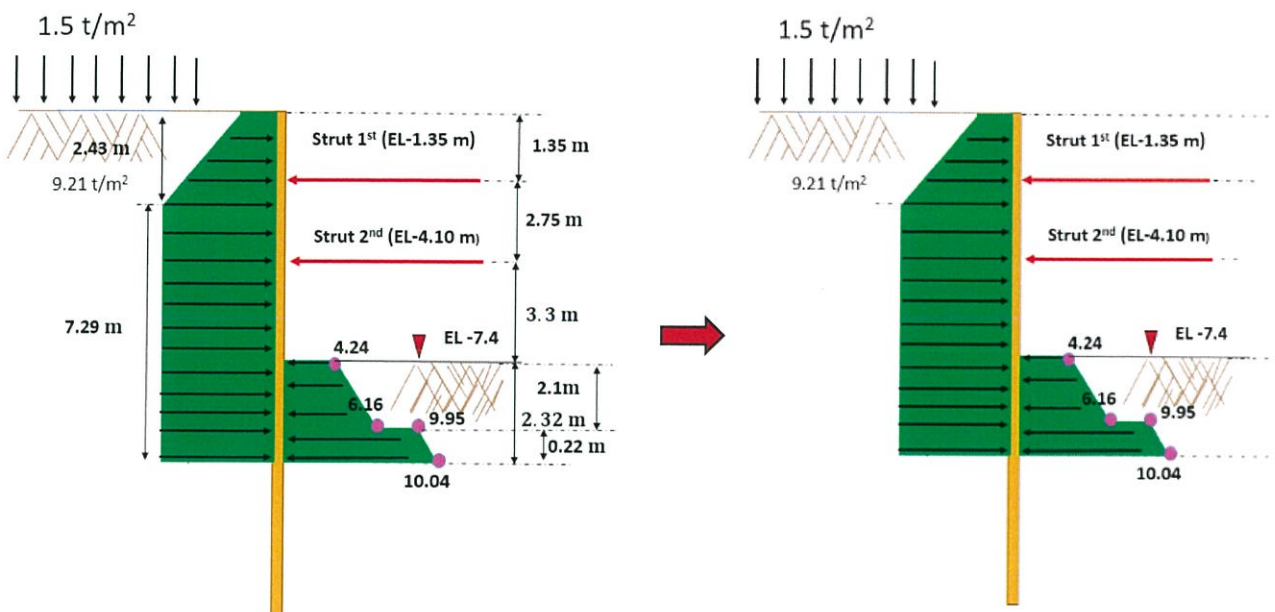 1.5 t/m²
2.43 m
9.21 t/m²
Strut 1st (EL-1.35 m)
1.35 m
2.75 m
Strut 2nd (EL-4.10 m)
7.29 m
3.3 m
EL -7.4
4.24
2.1m
6.16
9.95
2.32 m
0.22 m
10.04
1.5 t/m²
9.21 t/m²
Strut 1st (EL-1.35 m)
Strut 2nd (EL-4.10 m)
EL -7.4
4.24
6.16
9.95
10.04